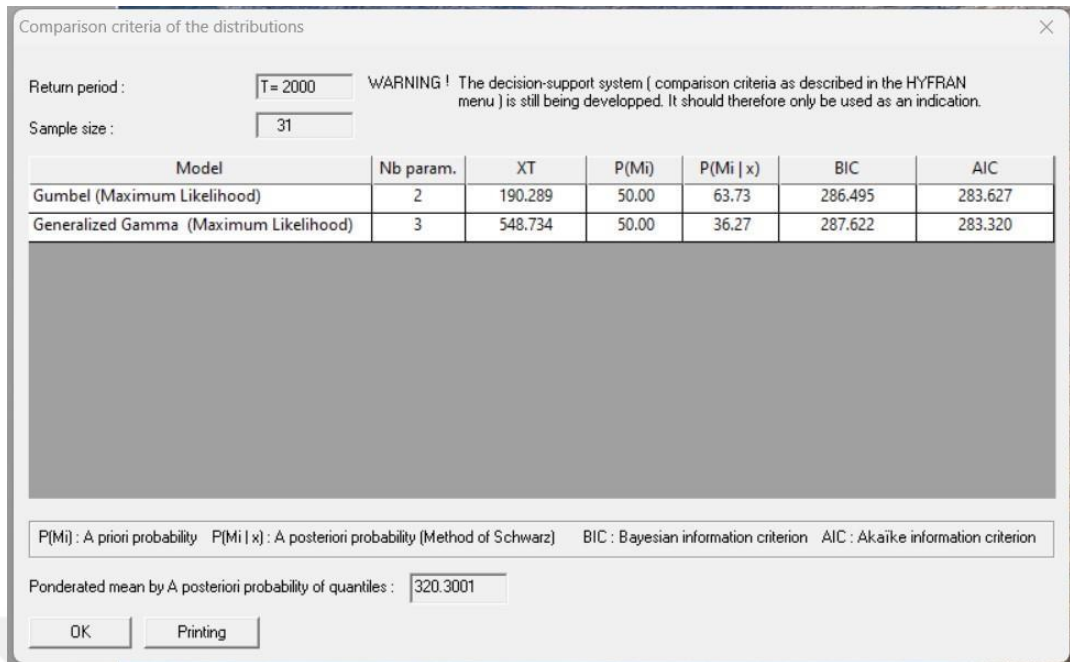 Comparison criteria of the distributions
Return period :
T= 2000
WARNING ! The decision-support system ( comparison criteria as described in the HYFRAN
menu ) is still being developped. It should therefore only be used as an indication.
Sample size :
31
Model Nb param. XT P(Mi) P(Mi | x) BIC AIC
Gumbel (Maximum Likelihood) 2 190.289 50.00 63.73 286.495 283.627
Generalized Gamma (Maximum Likelihood) 3 548.734 50.00 36.27 287.622 283.320
P(Mi) : A priori probability P(Mi | x) : A posteriori probability (Method of Schwarz) BIC : Bayesian information criterion AIC : Akaïke information criterion
Ponderated mean by A posteriori probability of quantiles : 320.3001
OK Printing